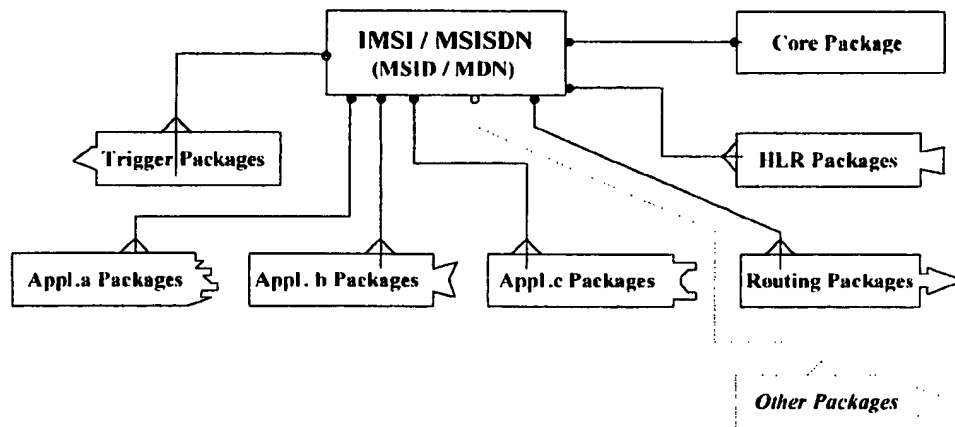 IMSI / MSISDN
(MSID / MDN)
Core Package
Trigger Packages
HLR Packages
Appl.a Packages
Appl. b Packages
Appl.c Packages
Routing Packages
Other Packages